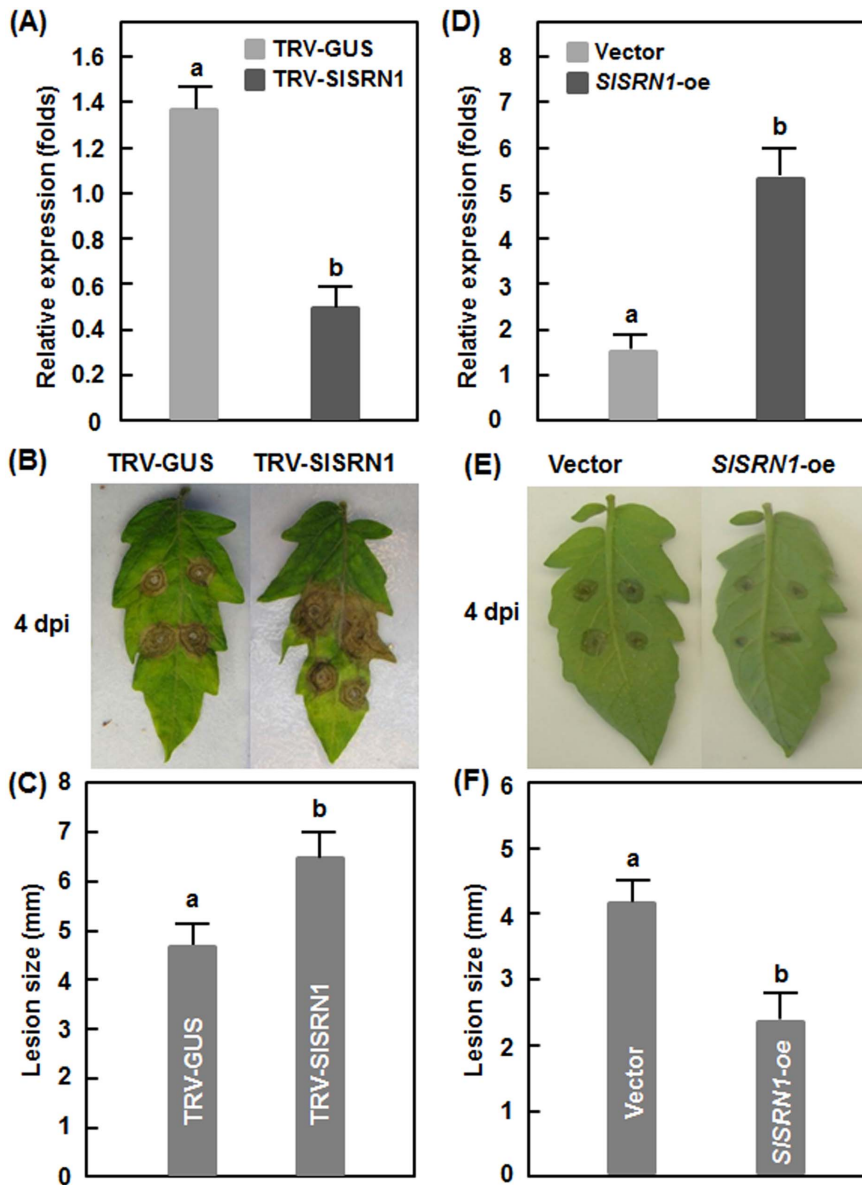 (A)
Relative expression (folds)
1.6
1.4
1.2
1.0
0.8
0.6
0.4
0.2
0
TRV-GUS
TRV-SlSRN1
a
b
(D)
Relative expression (folds)
8
7
6
5
4
3
2
1
0
Vector
SlSRN1-oe
a
b
(B)
TRV-GUS TRV-SlSRN1
4 dpi
(E)
Vector SlSRN1-oe
4 dpi
(C)
Lesion size (mm)
8
7
6
5
4
3
2
1
0
a
b
TRV-GUS
TRV-SlSRN1
(F)
Lesion size (mm)
6
5
4
3
2
1
0
a
b
Vector
SlSRN1-oe